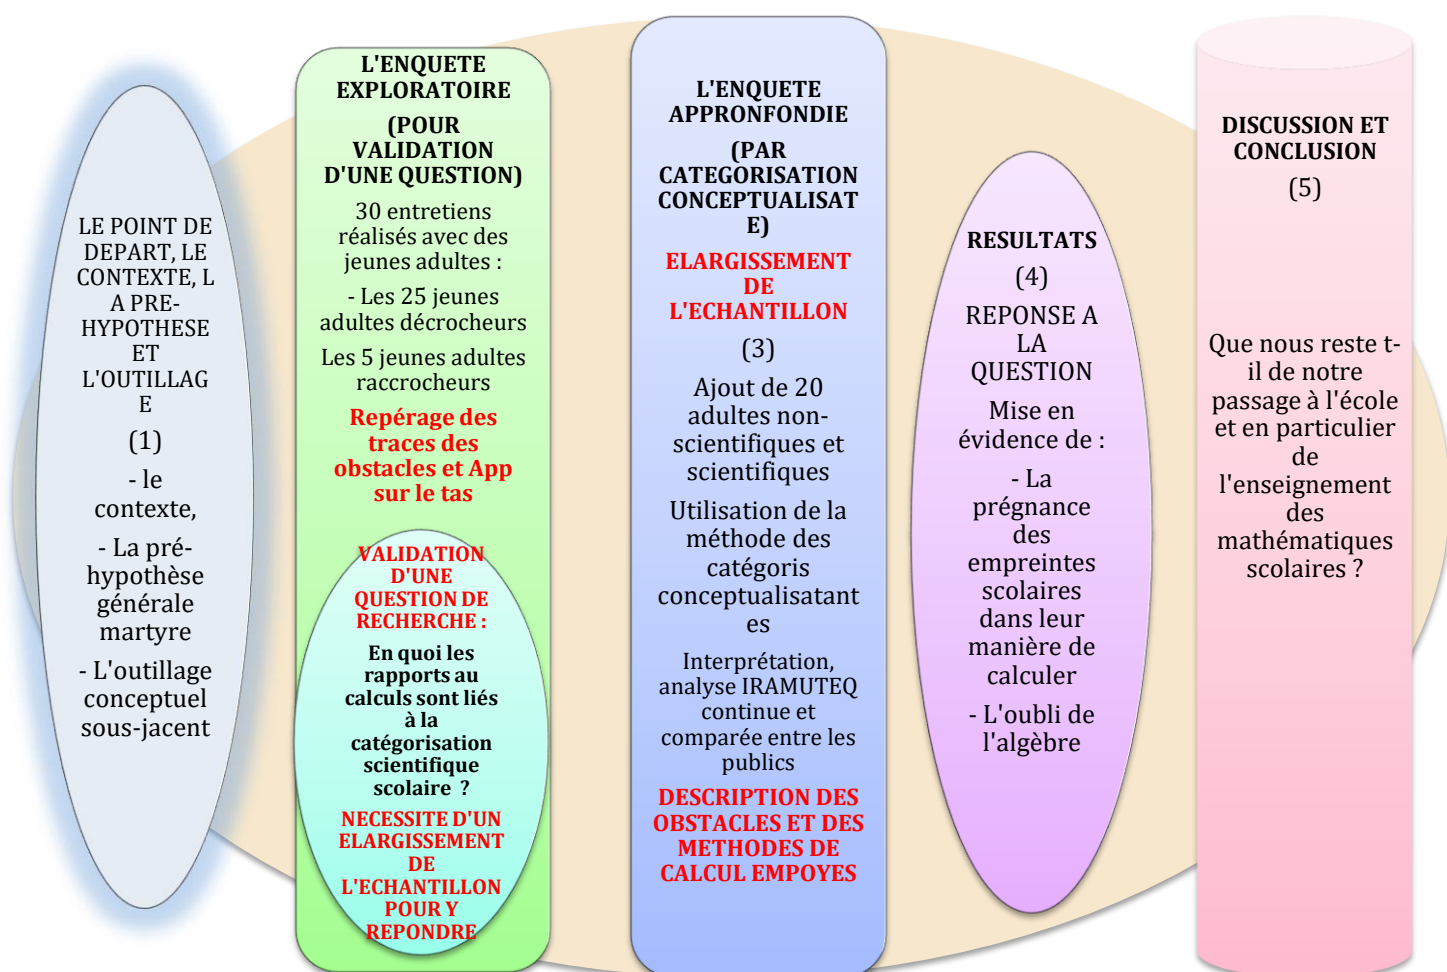 LE POINT DE
DEPART, LE
CONTEXTE, L
A PRE-
HYPOTHESE
ET
L'OUTILLAG
E
(1)
- le
contexte,
- La pré-
hypothèse
générale
martyre
- L'outillage
conceptuel
sous-jacent
L'ENQUETE
EXPLORATOIRE
(POUR
VALIDATION
D'UNE QUESTION)
30 entretiens
réalisés avec des
jeunes adultes :
- Les 25 jeunes
adultes décrocheurs
Les 5 jeunes adultes
raccrocheurs
Repérage des
traces des
obstacles et App
sur le tas
VALIDATION
D'UNE
QUESTION DE
RECHERCHE :
En quoi les
rapports au
calculs sont liés
à la
catégorisation
scientifique
scolaire ?
NECESSITE D'UN
ELARGISSEMENT
DE
L'ECHANTILLON
POUR Y
REPONDRE
L'ENQUETE
APPRONFONDIE
(PAR
CATEGORISATION
CONCEPTUALISAT
E)
ELARGISSEMENT
DE
L'ECHANTILLON
(3)
Ajout de 20
adultes non-
scientifiques et
scientifiques
Utilisation de la
méthode des
catégoris
conceptualisatant
es
Interprétation,
analyse IRAMUTEQ
continue et
comparée entre les
publics
DESCRIPTION DES
OBSTACLES ET DES
METHODES DE
CALCUL EMPOYES
RESULTATS
(4)
REPONSE A
LA
QUESTION
Mise en
évidence de :
- La
prégnance
des
empreintes
scolaires
dans leur
manière de
calculer
- L'oubli de
l'algèbre
DISCUSSION ET
CONCLUSION
(5)
Que nous reste t-
il de notre
passage à l'école
et en particulier
de
l'enseignement
des
mathématiques
scolaires ?